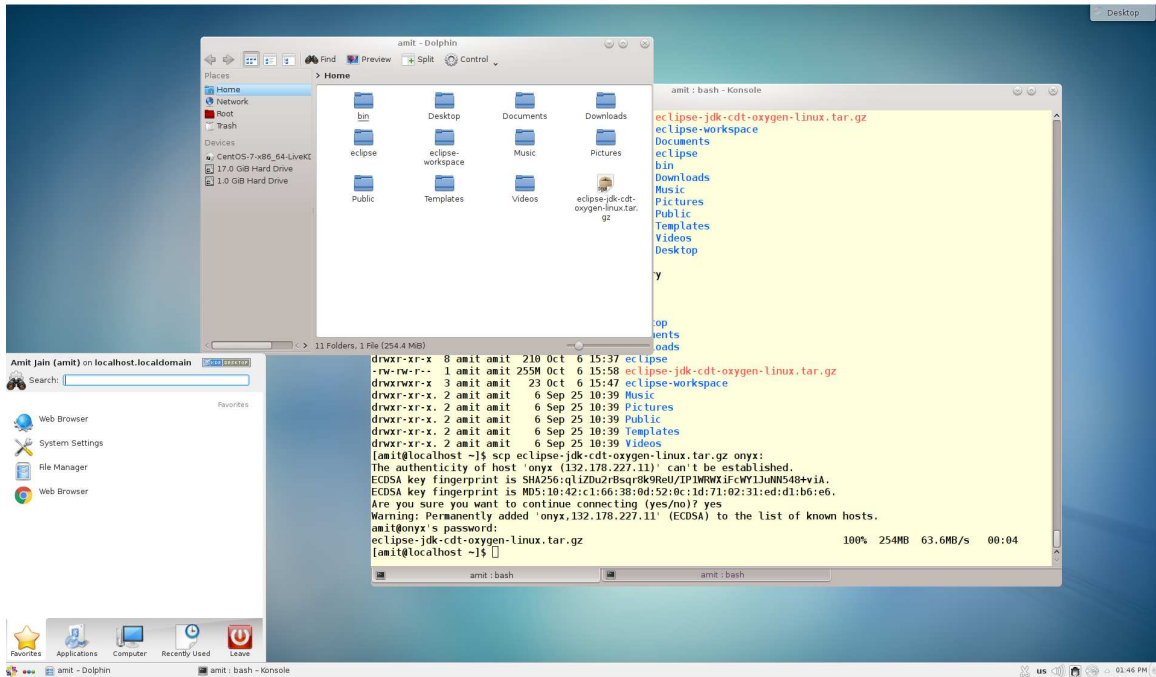 Desktop
amit – Dolphin
Find Preview Split Control
Places
Home
Network
Root
Trash
Devices
CentOS-7-x86_64-LiveKD
17.0 GiB Hard Drive
1.0 GiB Hard Drive
> Home
bin Desktop Documents Downloads
eclipse eclipse-workspace Music Pictures
Public Templates Videos eclipse-jdk-cdt-oxygen-linux.tar.gz
11 Folders, 1 File (254.4 MiB)
amit : bash – Konsole
eclipse-jdk-cdt-oxygen-linux.tar.gz
eclipse-workspace
Documents
eclipse
bin
Downloads
Music
Pictures
Public
Templates
Videos
Desktop
y
top
ments
loads
drwxr-xr-x 8 amit amit 210 Oct 6 15:37 eclipse
-rw-rw-r-- 1 amit amit 255M Oct 6 15:58 eclipse-jdk-cdt-oxygen-linux.tar.gz
drwxrwxr-x 3 amit amit 23 Oct 6 15:47 eclipse-workspace
drwxr-xr-x. 2 amit amit 6 Sep 25 10:39 Music
drwxr-xr-x. 2 amit amit 6 Sep 25 10:39 Pictures
drwxr-xr-x. 2 amit amit 6 Sep 25 10:39 Public
drwxr-xr-x. 2 amit amit 6 Sep 25 10:39 Templates
drwxr-xr-x. 2 amit amit 6 Sep 25 10:39 Videos
[amit@localhost ~]$ scp eclipse-jdk-cdt-oxygen-linux.tar.gz onyx:
The authenticity of host 'onyx (132.178.227.11)' can't be established.
ECDSA key fingerprint is SHA256:qliZDu2rBsqr8k9ReU/IP1WRWXiFcWY1JuNN548+viA.
ECDSA key fingerprint is MD5:10:42:c1:66:38:0d:52:0c:1d:71:02:31:ed:d1:b6:e6.
Are you sure you want to continue connecting (yes/no)? yes
Warning: Permanently added 'onyx,132.178.227.11' (ECDSA) to the list of known hosts.
amit@onyx's password:
eclipse-jdk-cdt-oxygen-linux.tar.gz 100% 254MB 63.6MB/s 00:04
[amit@localhost ~]$
amit : bash amit : bash
Amit Jain (amit) on localhost.localdomain
Search:
Favorites
Web Browser
System Settings
File Manager
Web Browser
Favorites Applications Computer Recently Used Leave
amit – Dolphin amit : bash – Konsole us 01:46 PM